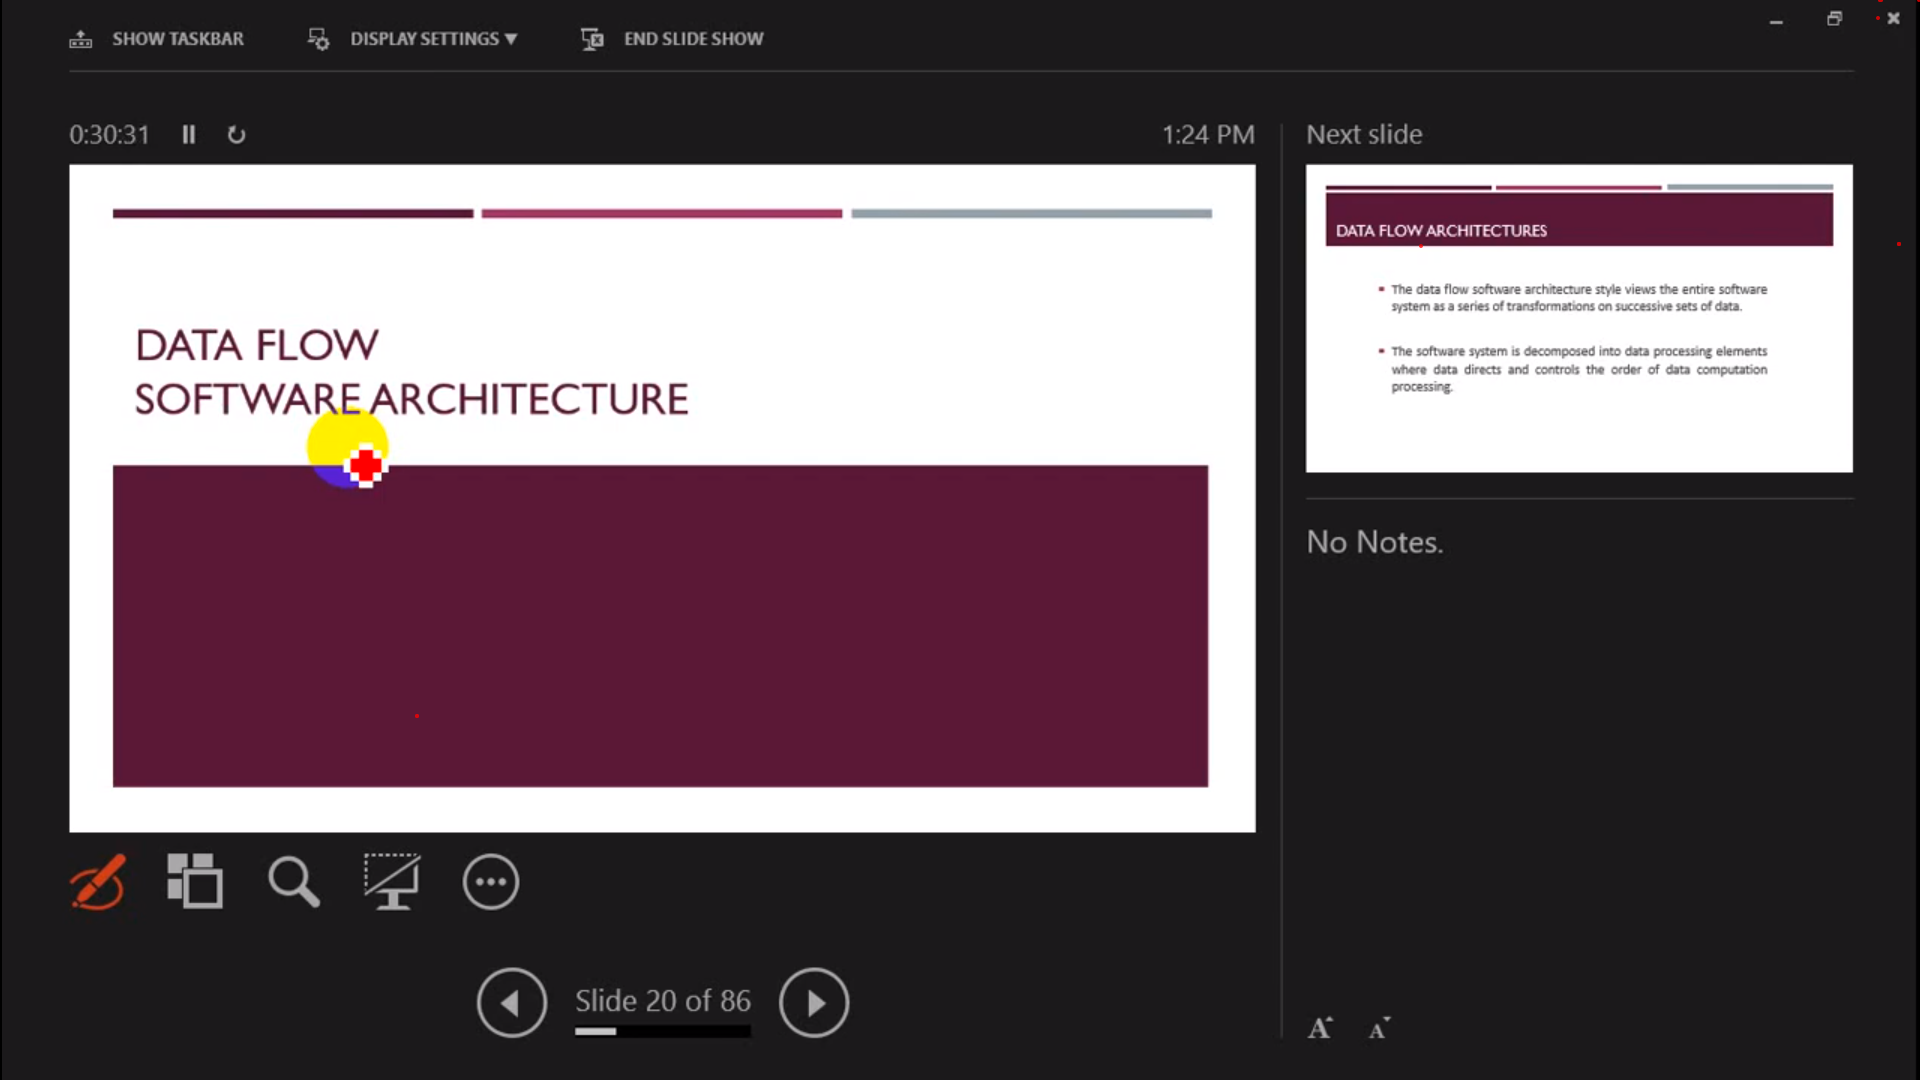 SHOW TASKBAR
DISPLAY SETTINGS ▼
END SLIDE SHOW
0:30:31
1:24 PM
Next slide
DATA FLOW
SOFTWARE ARCHITECTURE
DATA FLOW ARCHITECTURES
▪ The data flow software architecture style views the entire software
system as a series of transformations on successive sets of data.
▪ The software system is decomposed into data processing elements
where data directs and controls the order of data computation
processing.
No Notes.
Slide 20 of 86
A A